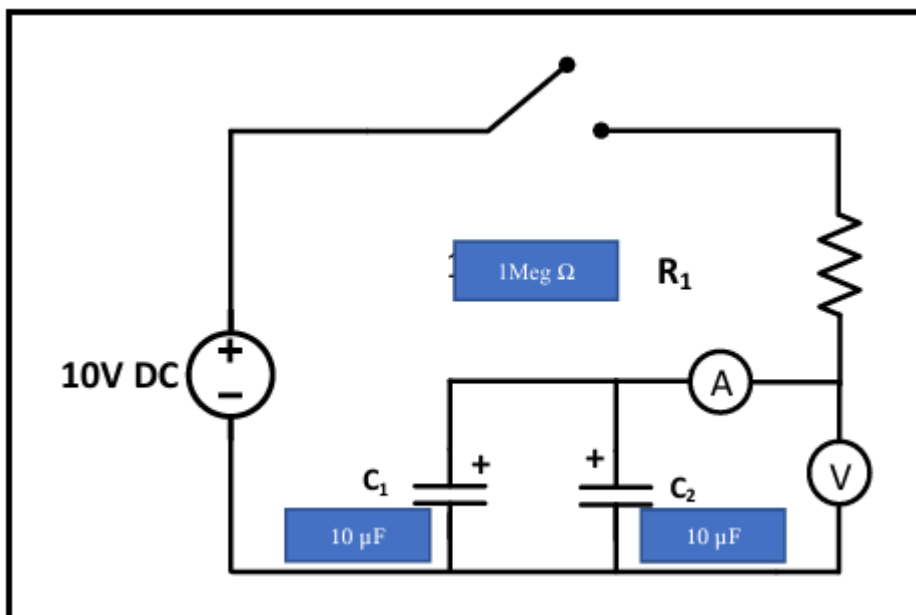 1Meg Ω
R₁
+
−
10V DC
A
C₁
+
+
C₂
V
10 µF
10 µF